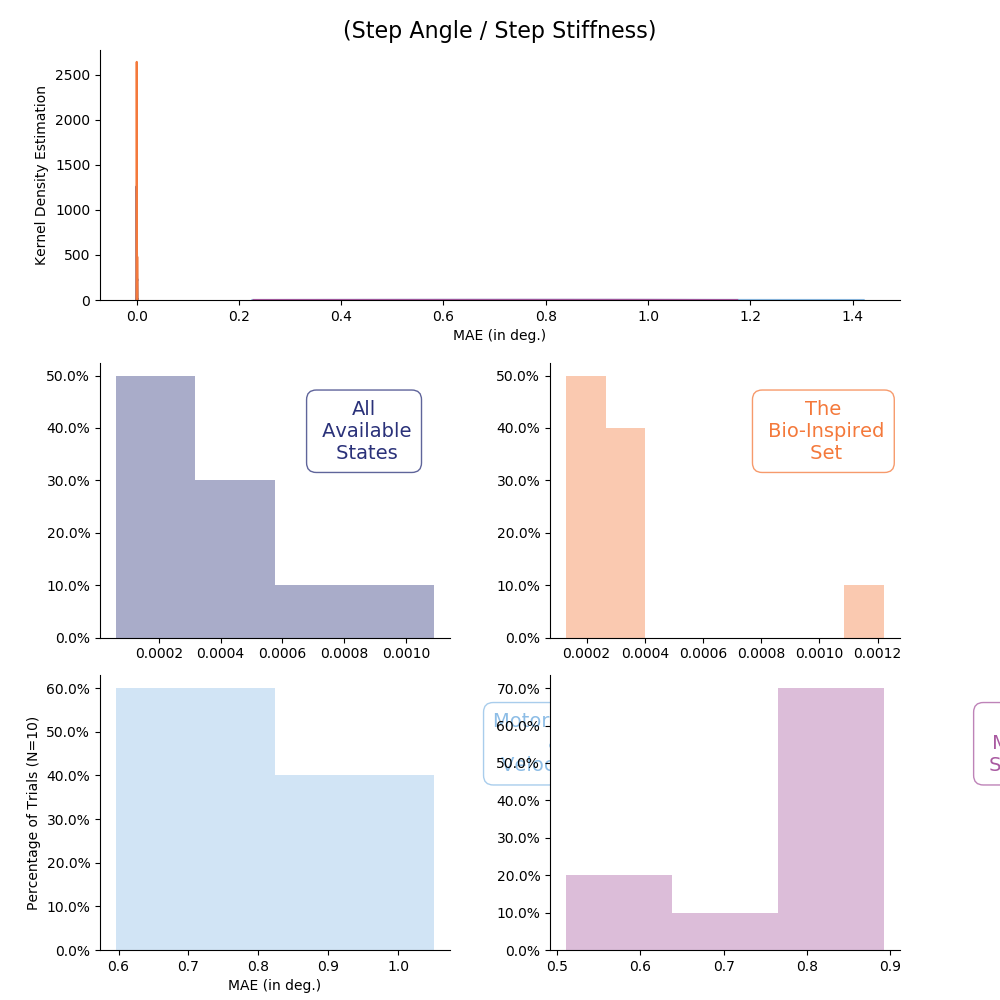 (Step Angle / Step Stiffness)
Kernel Density Estimation
2500
2000
1500
1000
500
0
0.0 0.2 0.4 0.6 0.8 1.0 1.2 1.4
MAE (in deg.)
50.0%
40.0%
30.0%
20.0%
10.0%
0.0%
All
Available
States
0.0002 0.0004 0.0006 0.0008 0.0010
50.0%
40.0%
30.0%
20.0%
10.0%
0.0%
The
Bio-Inspired
Set
0.0002 0.0004 0.0006 0.0008 0.0010 0.0012
Percentage of Trials (N=10)
60.0%
50.0%
40.0%
30.0%
20.0%
10.0%
0.0%
0.6 0.7 0.8 0.9 1.0
MAE (in deg.)
Motor
Veloc
70.0%
60.0%
50.0%
40.0%
30.0%
20.0%
10.0%
0.0%
0.5 0.6 0.7 0.8 0.9
M
S